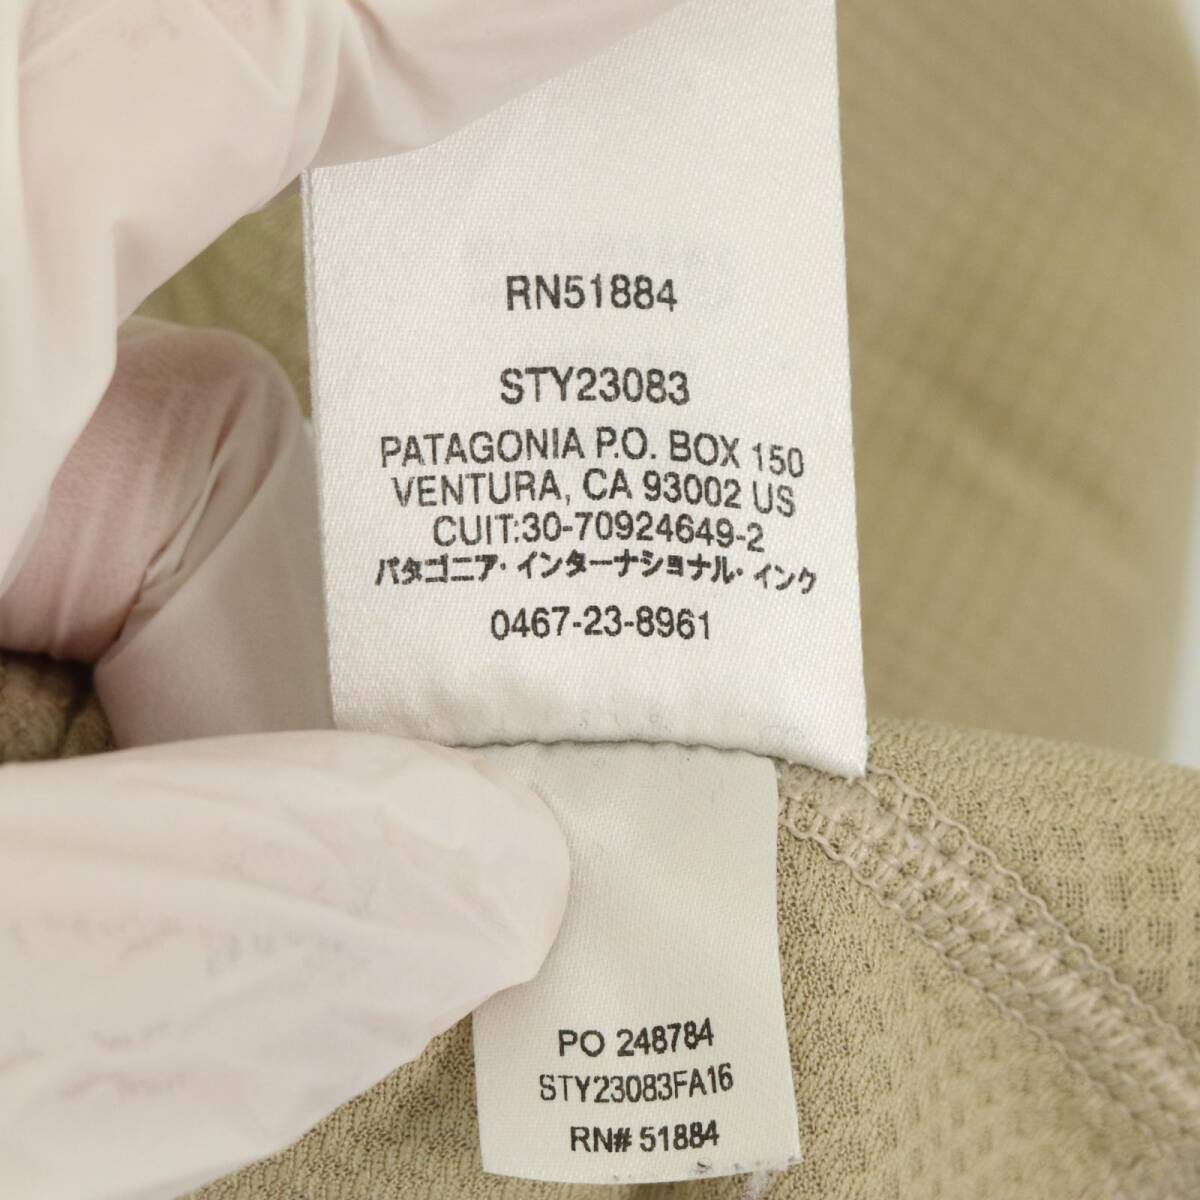 RN51884
STY23083
PATAGONIA P.O. BOX 150
VENTURA, CA 93002 US
CUIT:30-70924649-2
パタゴニア・インターナショナル・インク
0467-23-8961
PO 248784
STY23083FA16
RN# 51884